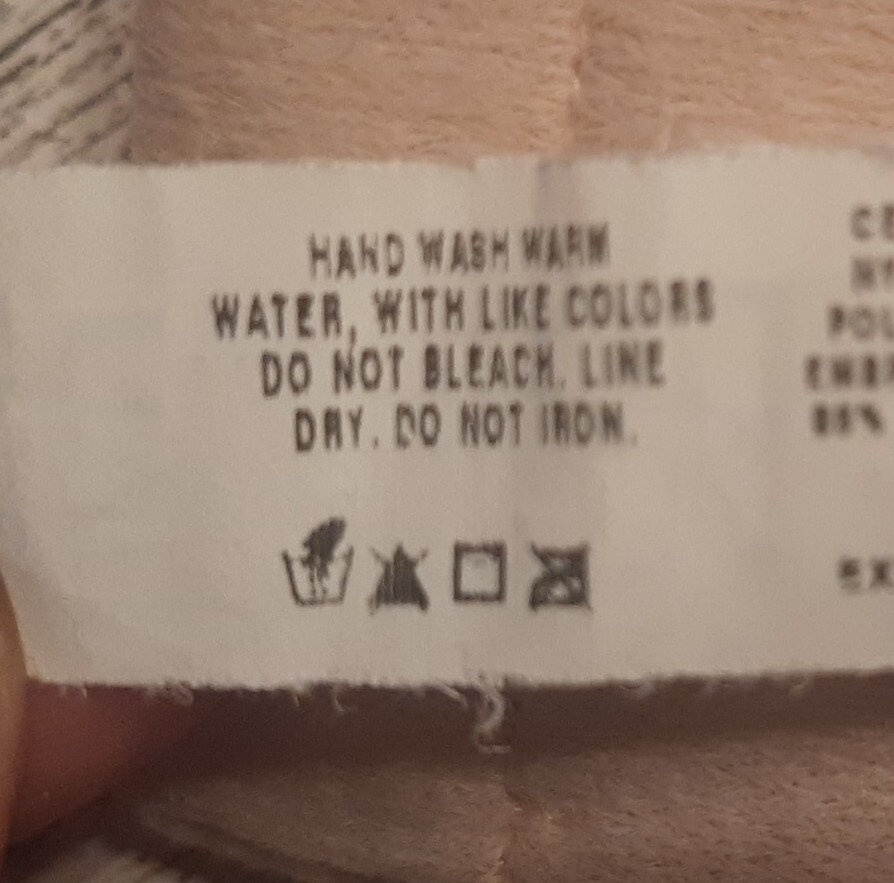 HAND WASH WARM
WATER, WITH LIKE COLORS
DO NOT BLEACH. LINE
DRY. DO NOT IRON.